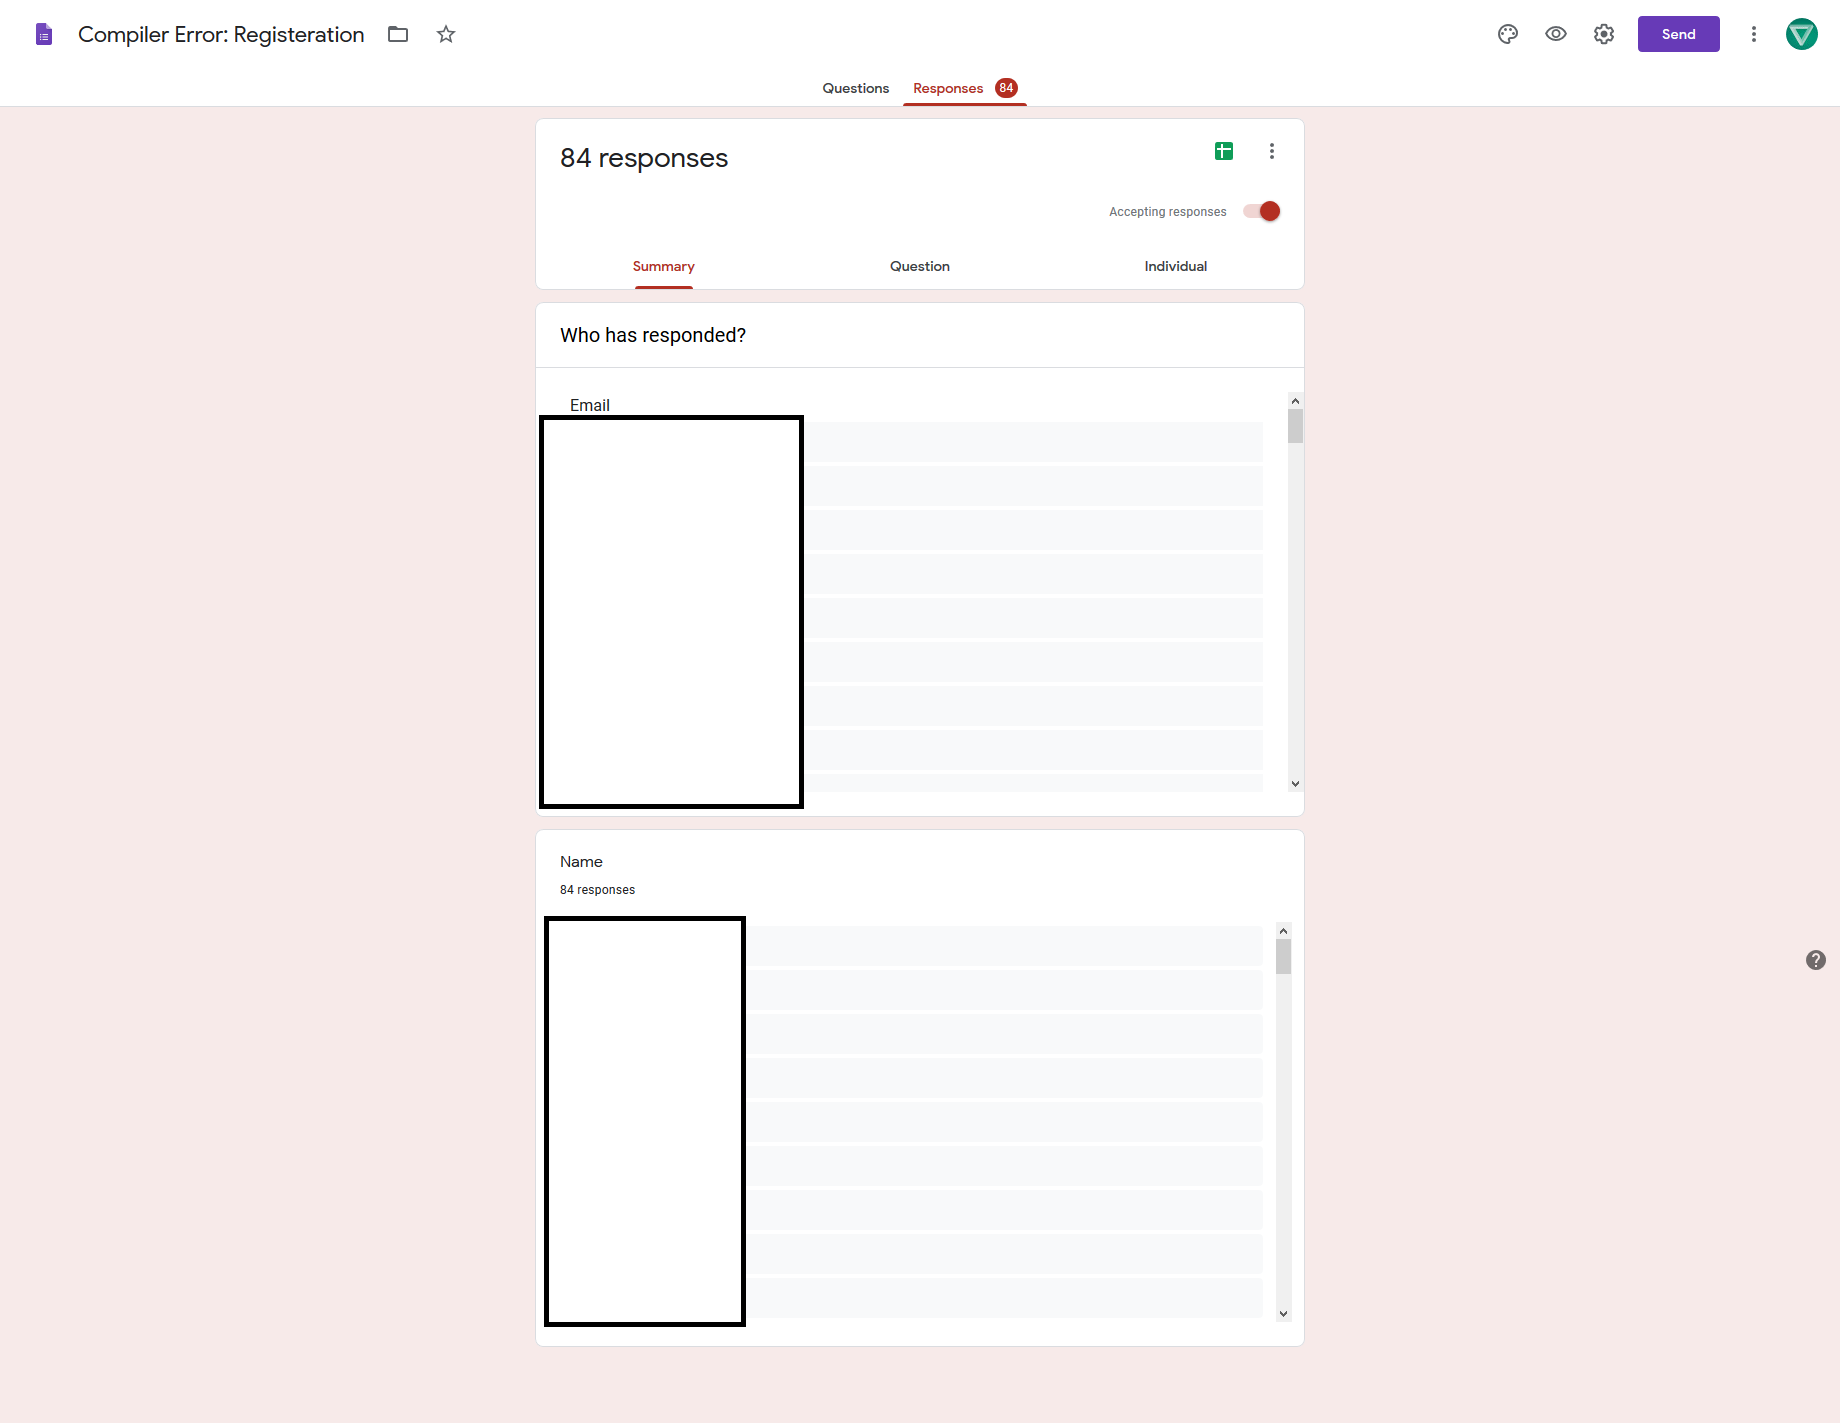 Compiler Error: Registeration
Send
Questions
Responses 84
84 responses
Accepting responses
Summary
Question
Individual
Who has responded?
Email
Name
84 responses